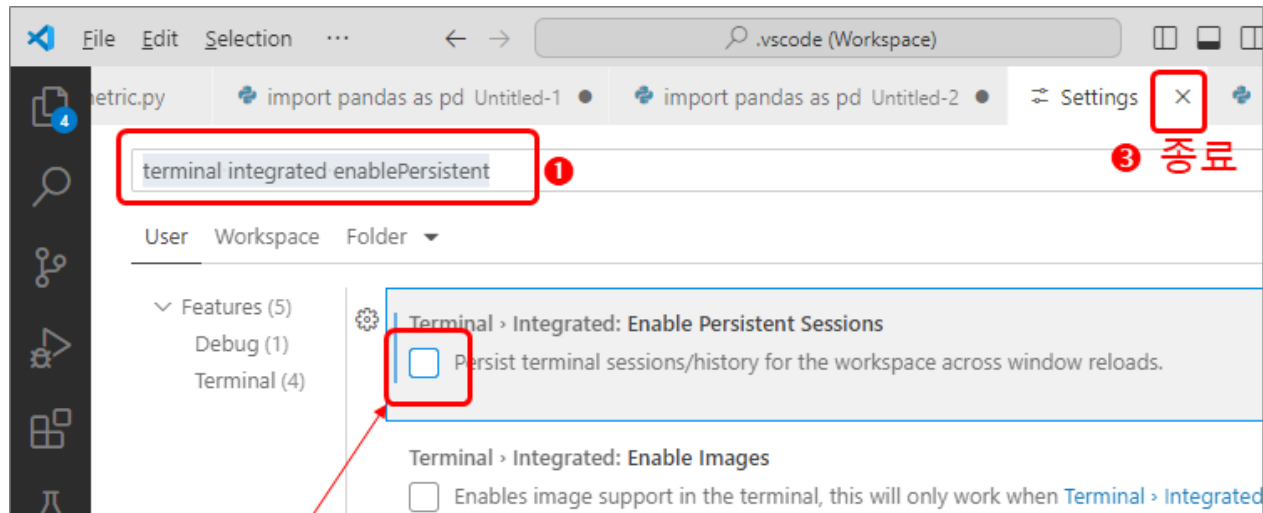 File Edit Selection ··· ← → .vscode (Workspace)
etric.py import pandas as pd Untitled-1 ● import pandas as pd Untitled-2 ● Settings ×
4
terminal integrated enablePersistent ❶ ❸ 종료
User Workspace Folder
Features (5)
Debug (1)
Terminal (4)
Terminal › Integrated: Enable Persistent Sessions
Persist terminal sessions/history for the workspace across window reloads.
Terminal › Integrated: Enable Images
Enables image support in the terminal, this will only work when Terminal › Integrated